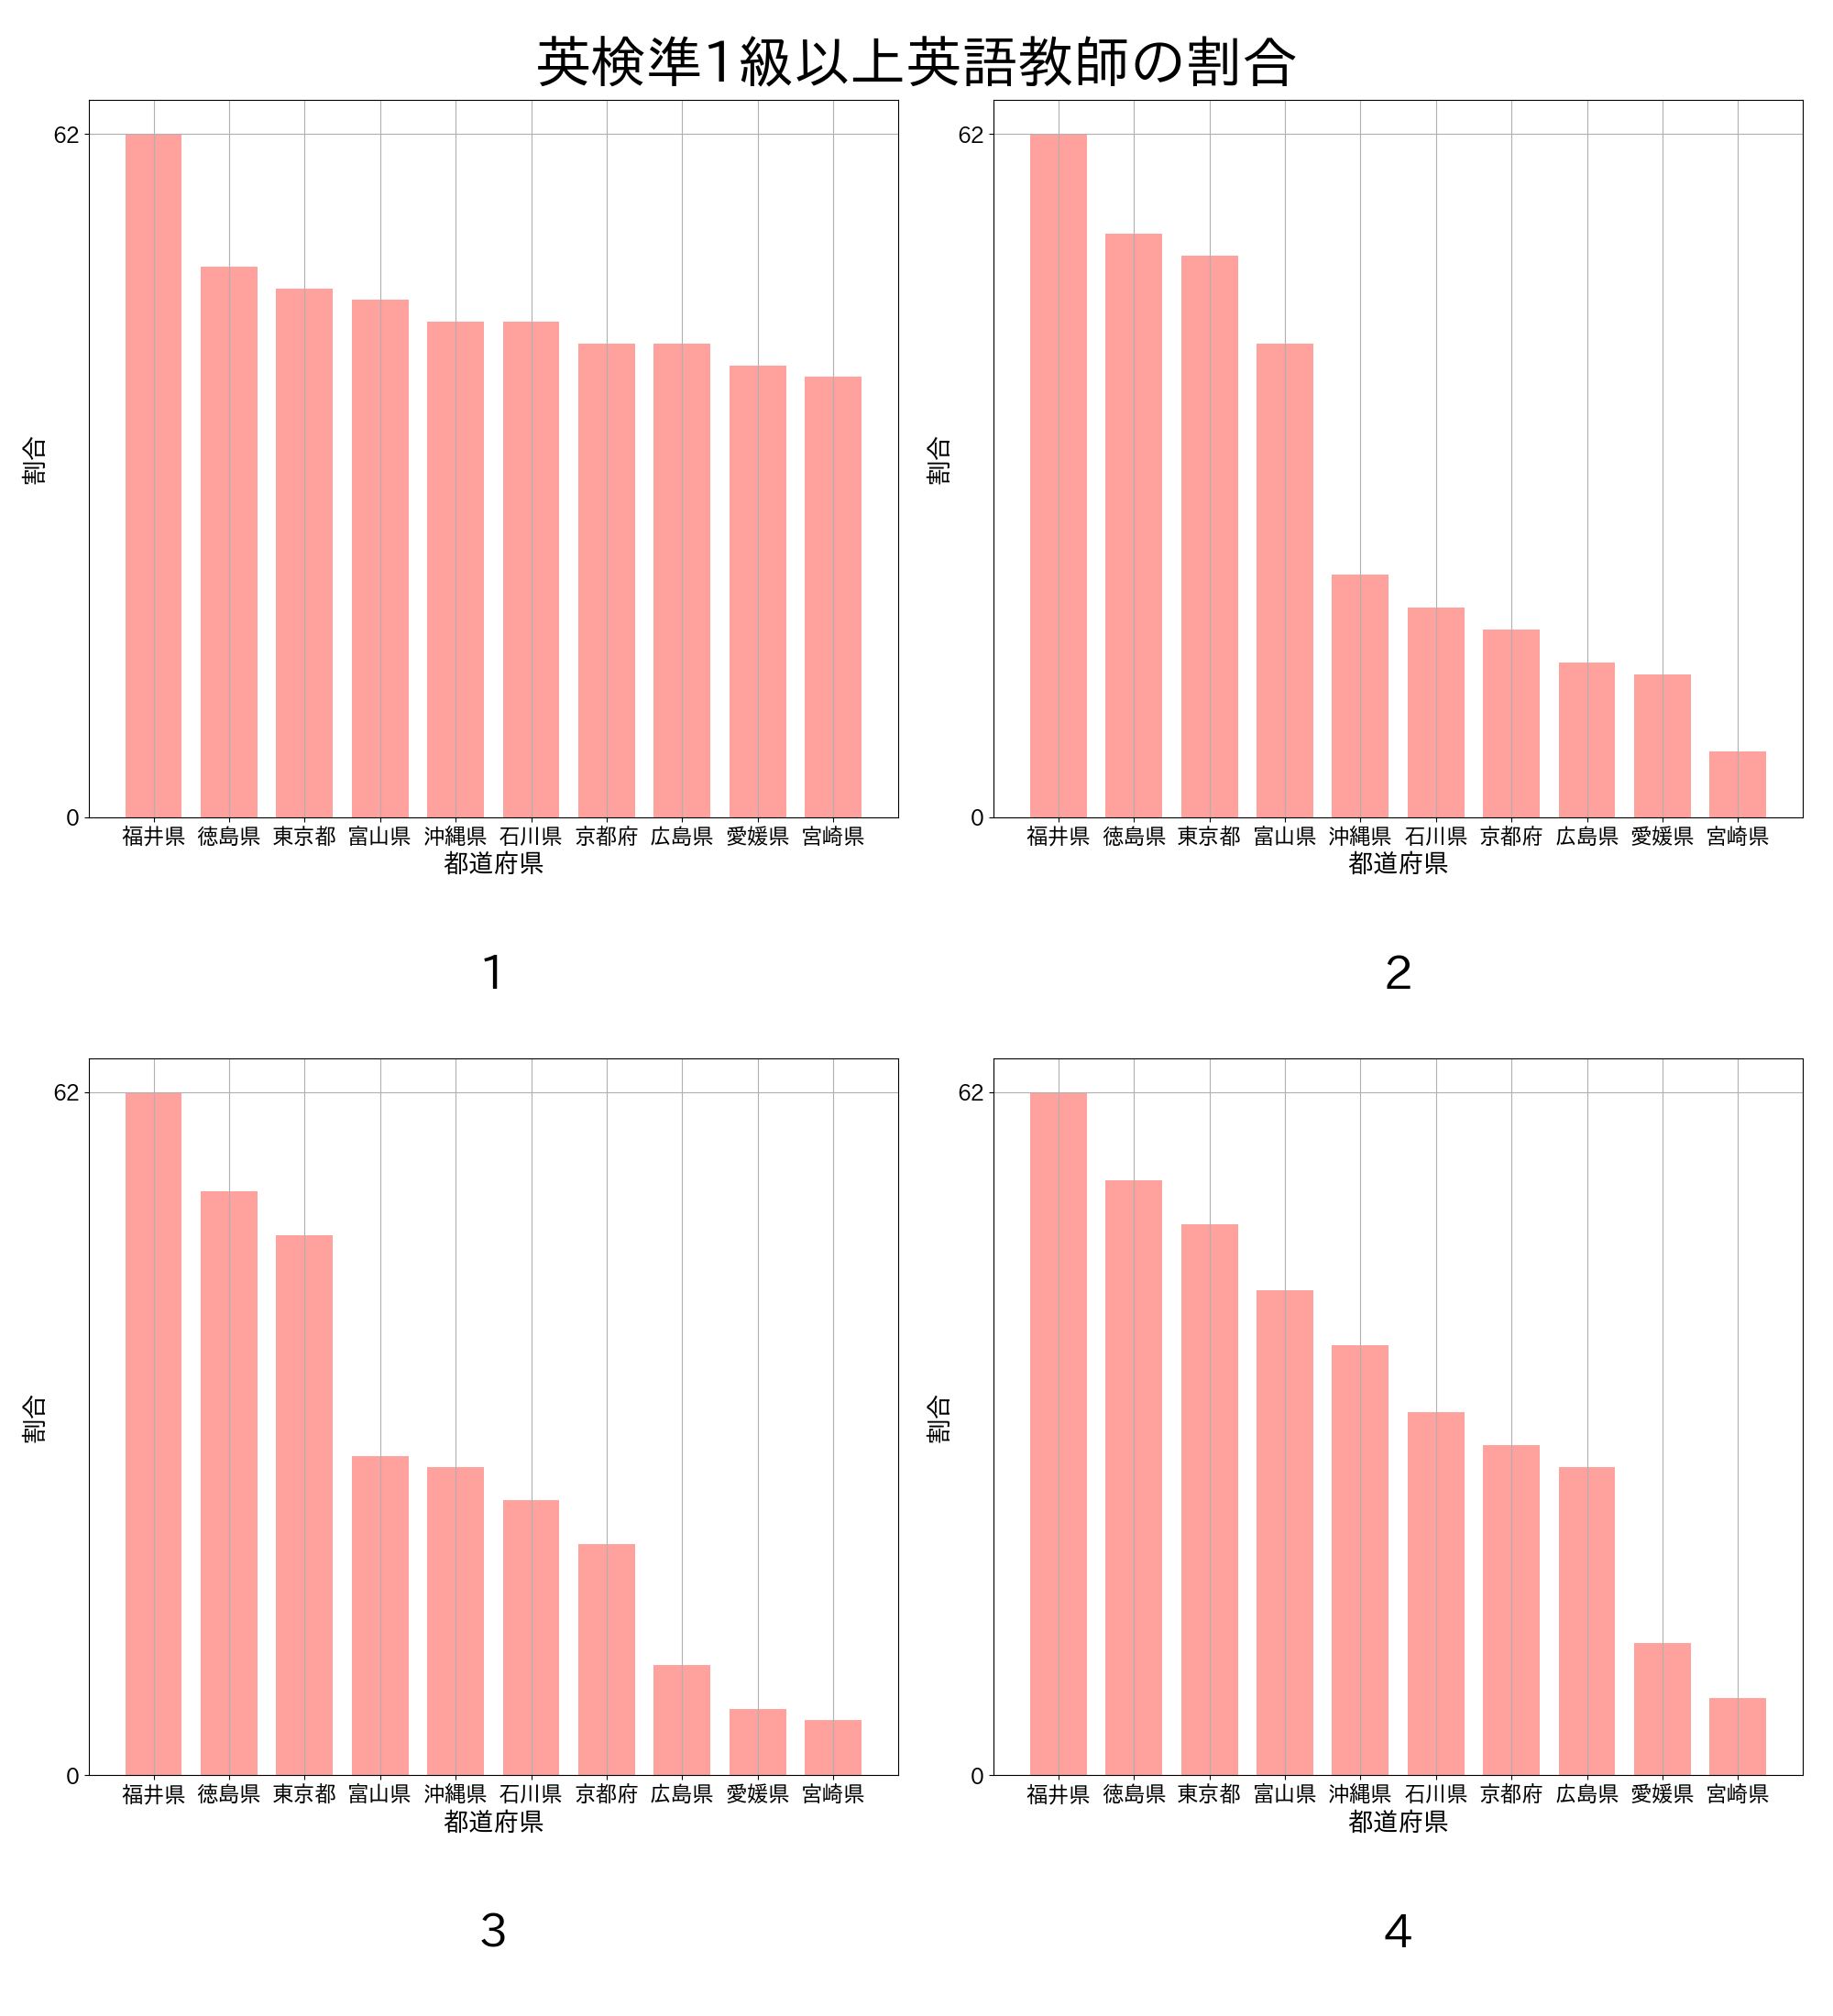 英検準1級以上英語教師の割合
62
割合
0
福井県 徳島県 東京都 富山県 沖縄県 石川県 京都府 広島県 愛媛県 宮崎県
都道府県
1
62
割合
0
福井県 徳島県 東京都 富山県 沖縄県 石川県 京都府 広島県 愛媛県 宮崎県
都道府県
2
62
割合
0
福井県 徳島県 東京都 富山県 沖縄県 石川県 京都府 広島県 愛媛県 宮崎県
都道府県
3
62
割合
0
福井県 徳島県 東京都 富山県 沖縄県 石川県 京都府 広島県 愛媛県 宮崎県
都道府県
4